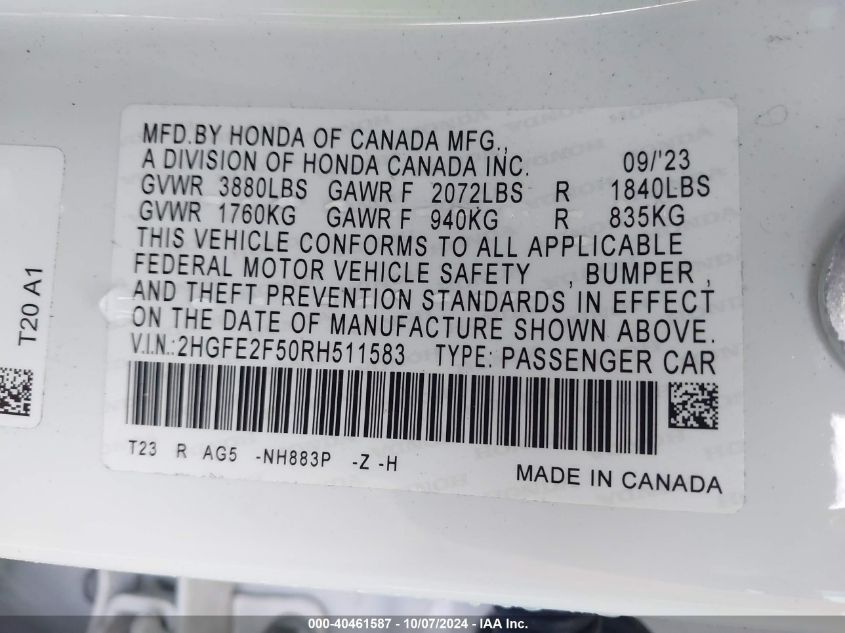 MFD.BY HONDA OF CANADA MFG.,
A DIVISION OF HONDA CANADA INC. 09/'23
GVWR 3880LBS GAWR F 2072LBS R 1840LBS
GVWR 1760KG GAWR F 940KG R 835KG
THIS VEHICLE CONFORMS TO ALL APPLICABLE
FEDERAL MOTOR VEHICLE SAFETY , BUMPER ,
AND THEFT PREVENTION STANDARDS IN EFFECT
ON THE DATE OF MANUFACTURE SHOWN ABOVE.
V.I.N.:2HGFE2F50RH511583 TYPE: PASSENGER CAR
T23 R AG5 -NH883P -Z -H
MADE IN CANADA
T20 A1
000-40461587 - 10/07/2024 - IAA Inc.